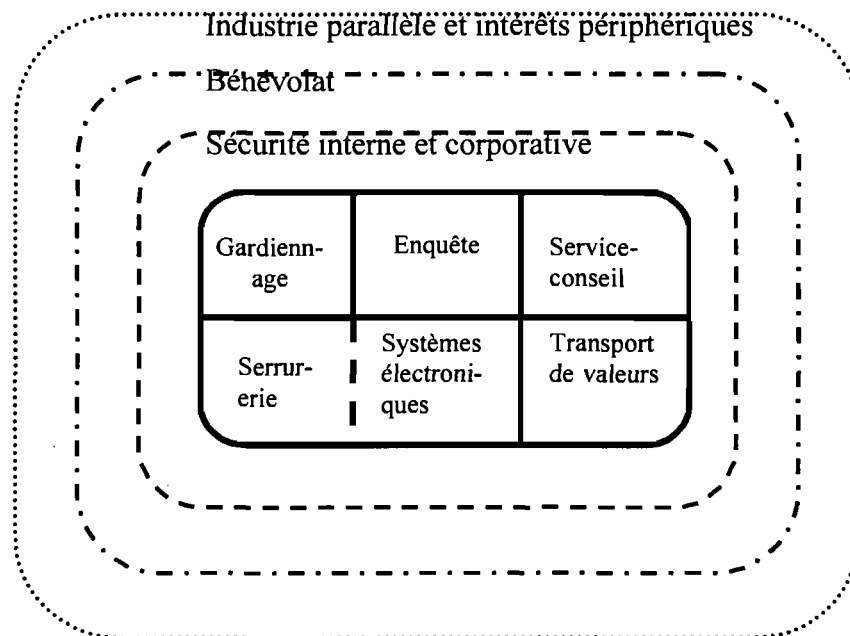 Industrie parallèle et intérêts périphériques
Bénévolat
Sécurité interne et corporative
Gardienn-
age
Enquête
Service-
conseil
Serrur-
erie
Systèmes
électroni-
ques
Transport
de valeurs